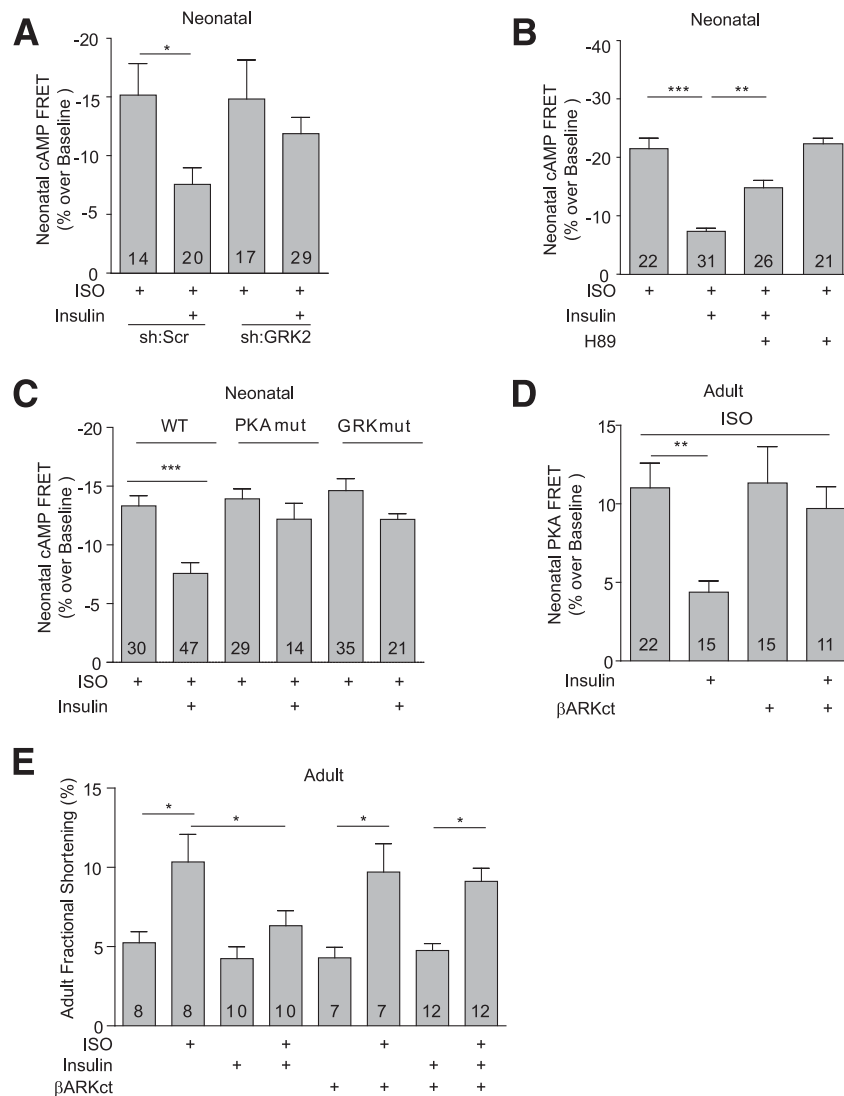 A
Neonatal
Neonatal cAMP FRET
(% over Baseline )
-20
-15
-10
-5
0
*
14 20 17 29
ISO + + + +
Insulin + +
sh:Scr sh:GRK2
B
Neonatal
Neonatal cAMP FRET
(% over Baseline )
-40
-30
-20
-10
0
*** **
22 31 26 21
ISO + + + +
Insulin + +
H89 + +
C
Neonatal
WT PKA mut GRKmut
Neonatal cAMP FRET
(% over Baseline )
-20
-15
-10
-5
0
***
30 47 29 14 35 21
ISO + + + + + +
Insulin + + +
D
Adult
ISO
Neonatal PKA FRET
(% over Baseline )
15
10
5
0
**
22 15 15 11
Insulin + +
βARKct + +
E
Adult
Adult Fractional Shortening (%)
15
10
5
0
* * * *
8 8 10 10 7 7 12 12
ISO + + + +
Insulin + + + +
βARKct + + + +